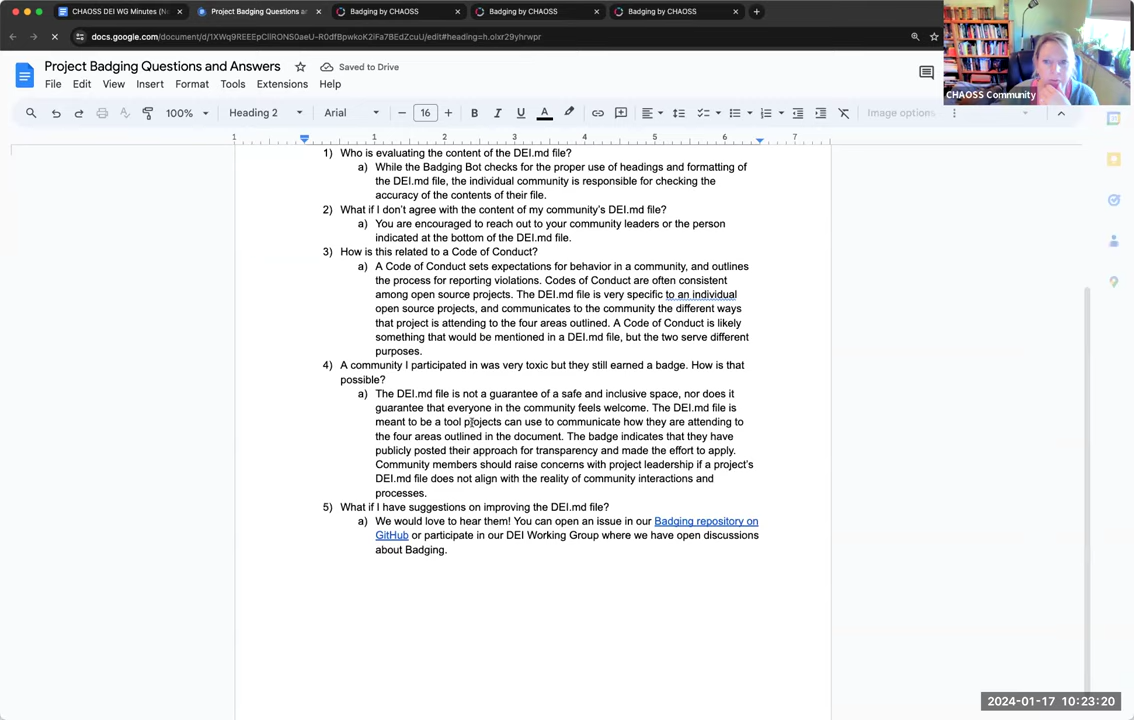 CHAOSS DEI WG Minutes (N
Project Badging Questions an
Badging by CHAOSS
Badging by CHAOSS
Badging by CHAOSS
docs.google.com/document/d/1XWq9REEEpCIlRONS0aeU-R0dfBpwkoK2iFa7BEdZcuU/edit#heading=h.olxr29yhrwpr
Project Badging Questions and Answers
Saved to Drive
File Edit View Insert Format Tools Extensions Help
100% Heading 2 Arial 16 Image options
1 1 2 3 4 5 6 7
1) Who is evaluating the content of the DEI.md file?
a) While the Badging Bot checks for the proper use of headings and formatting of
the DEI.md file, the individual community is responsible for checking the
accuracy of the contents of their file.
2) What if I don't agree with the content of my community's DEI.md file?
a) You are encouraged to reach out to your community leaders or the person
indicated at the bottom of the DEI.md file.
3) How is this related to a Code of Conduct?
a) A Code of Conduct sets expectations for behavior in a community, and outlines
the process for reporting violations. Codes of Conduct are often consistent
among open source projects. The DEI.md file is very specific to an individual
open source projects, and communicates to the community the different ways
that project is attending to the four areas outlined. A Code of Conduct is likely
something that would be mentioned in a DEI.md file, but the two serve different
purposes.
4) A community I participated in was very toxic but they still earned a badge. How is that
possible?
a) The DEI.md file is not a guarantee of a safe and inclusive space, nor does it
guarantee that everyone in the community feels welcome. The DEI.md file is
meant to be a tool projects can use to communicate how they are attending to
the four areas outlined in the document. The badge indicates that they have
publicly posted their approach for transparency and made the effort to apply.
Community members should raise concerns with project leadership if a project's
DEI.md file does not align with the reality of community interactions and
processes.
5) What if I have suggestions on improving the DEI.md file?
a) We would love to hear them! You can open an issue in our Badging repository on
GitHub or participate in our DEI Working Group where we have open discussions
about Badging.
CHAOSS Community
2024-01-17 10:23:20